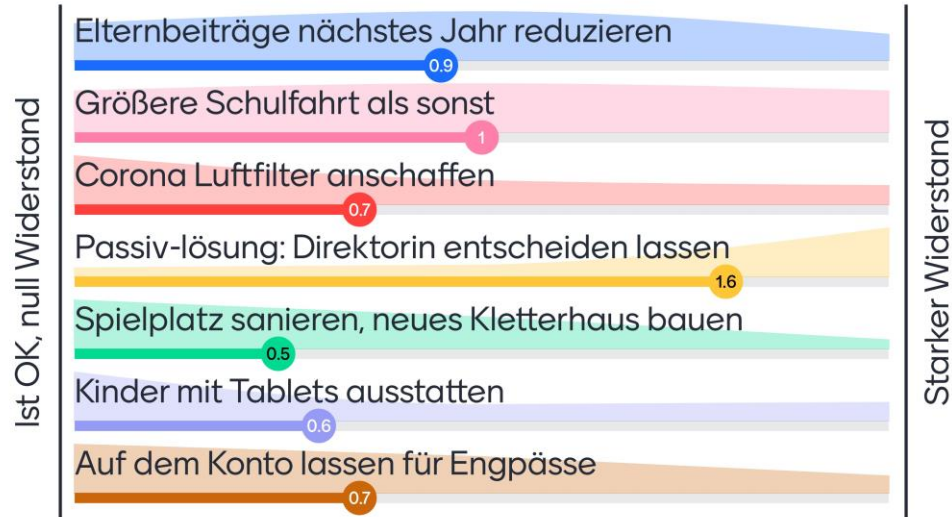 Ist OK, null Widerstand
Elternbeiträge nächstes Jahr reduzieren
0.9
Größere Schulfahrt als sonst
1
Corona Luftfilter anschaffen
0.7
Passiv-lösung: Direktorin entscheiden lassen
1.6
Spielplatz sanieren, neues Kletterhaus bauen
0.5
Kinder mit Tablets ausstatten
0.6
Auf dem Konto lassen für Engpässe
0.7
Starker Widerstand